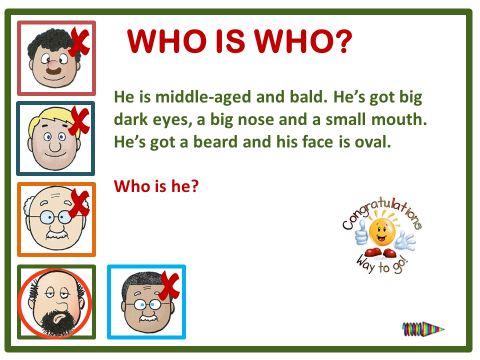 WHO IS WHO?
He is middle-aged and bald. He's got big
dark eyes, a big nose and a small mouth.
He's got a beard and his face is oval.
Who is he?
Congratulations
Way to go!